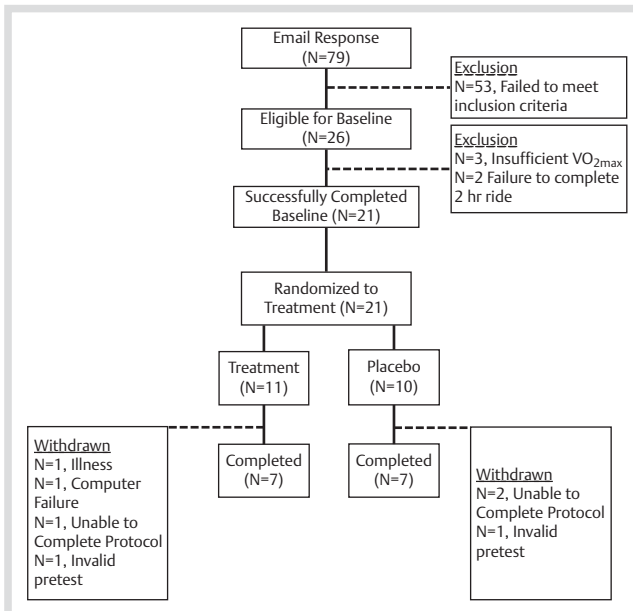 Email Response
(N=79)
Exclusion
N=53, Failed to meet
inclusion criteria
Eligible for Baseline
(N=26)
Exclusion
N=3, Insufficient VO2max
N=2 Failure to complete
2 hr ride
Successfully Completed
Baseline (N=21)
Randomized to
Treatment (N=21)
Treatment
(N=11)
Placebo
(N=10)
Withdrawn
N=1, Illness
N=1, Computer
Failure
N=1, Unable to
Complete Protocol
N=1, Invalid
pretest
Completed
(N=7)
Completed
(N=7)
Withdrawn
N=2, Unable to
Complete Protocol
N=1, Invalid
pretest